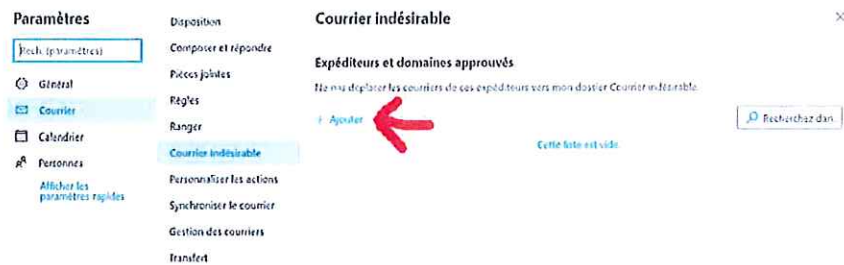 Paramètres
Rech. (paramètres)
Général
Courrier
Calendrier
Personnes
Afficher les
paramètres rapides
Disposition
Composer et répondre
Pièces jointes
Règles
Ranger
Courrier indésirable
Personnaliser les actions
Synchroniser le courrier
Gestion des courriers
Transfert
Courrier indésirable
Expéditeurs et domaines approuvés
Ne pas déplacer les courriers de ces expéditeurs vers mon dossier Courrier indésirable.
+ Ajouter
Recherchez dan
Cette liste est vide